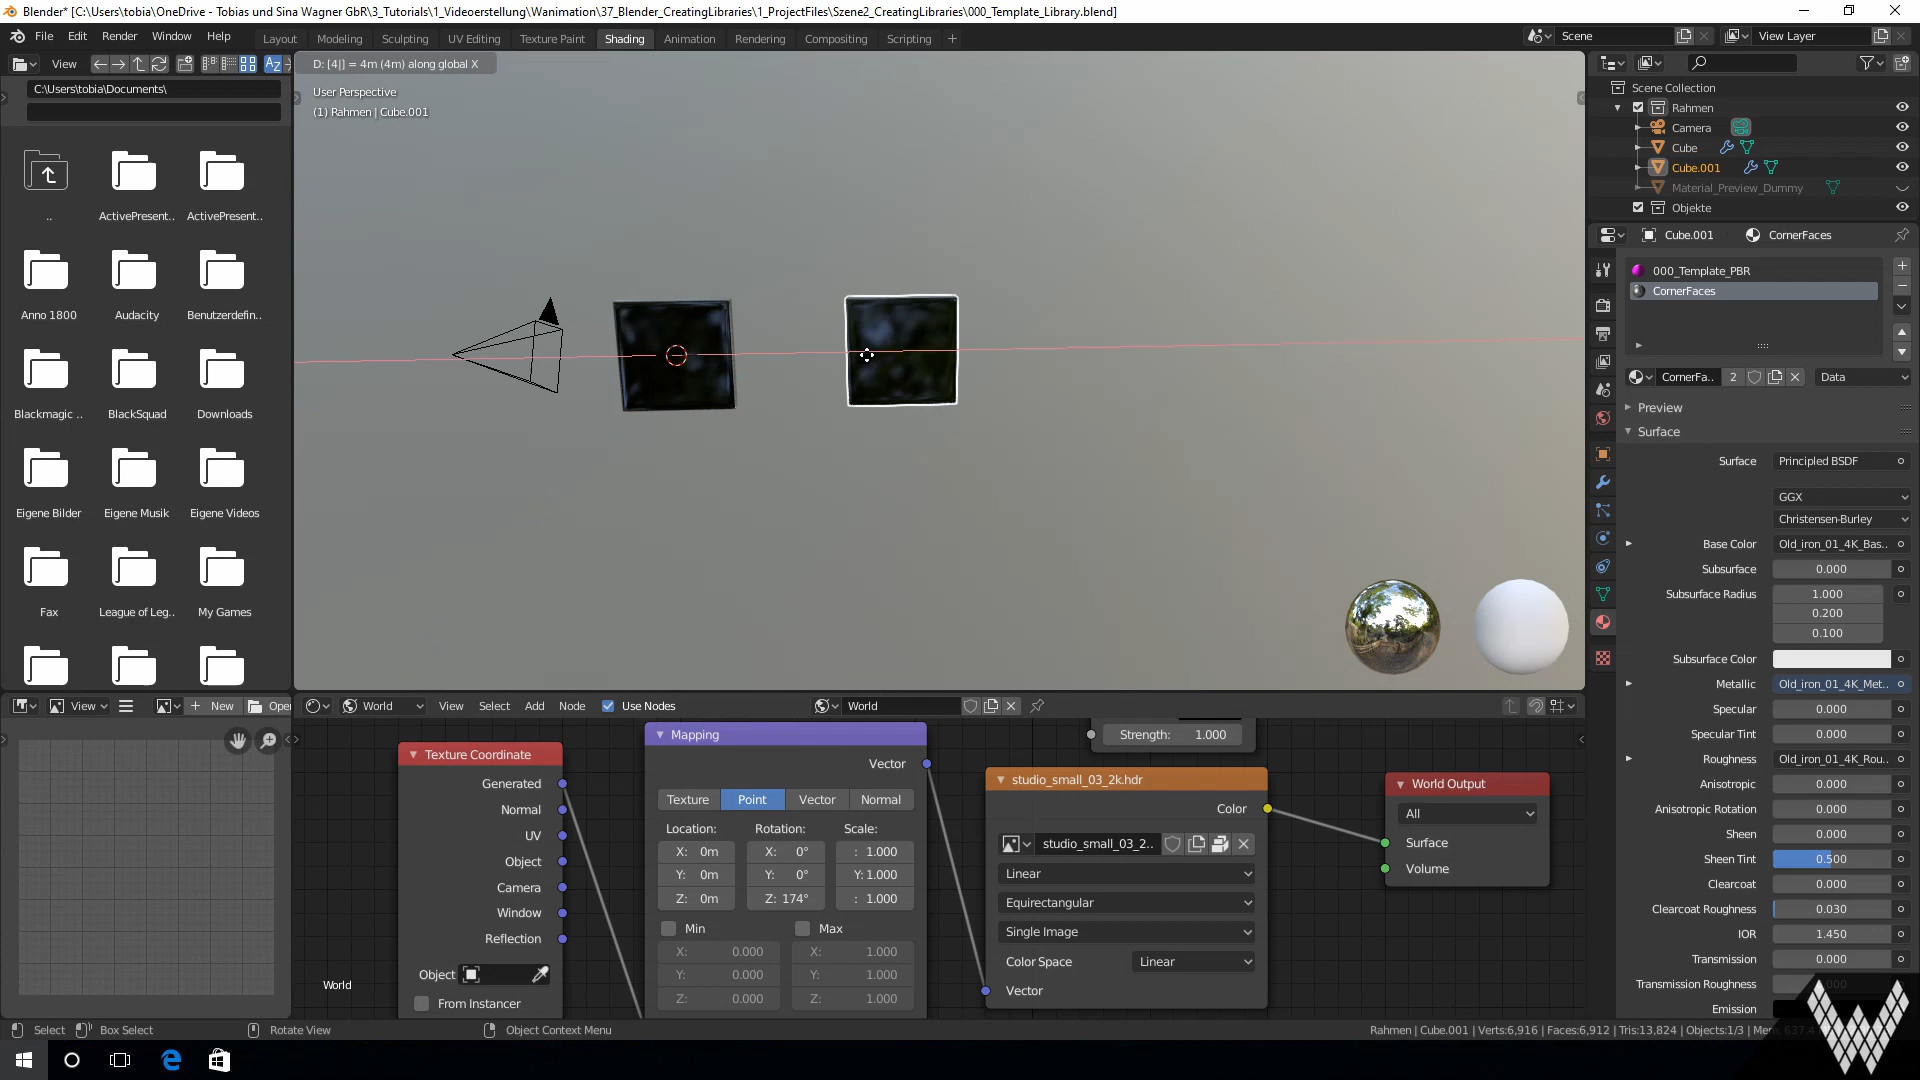 Blender* [C:\Users\tobia\OneDrive - Tobias und Sina Wagner GbR\3_Tutorials\1_Videoerstellung\Wanimation\37_Blender_CreatingLibraries\1_ProjectFiles\Szene2_CreatingLibraries\000_Template_Library.blend]
File Edit Render Window Help
Layout Modeling Sculpting UV Editing Texture Paint Shading Animation Rendering Compositing Scripting
Scene
View Layer
View
C:\Users\tobia\Documents\
..
ActivePresent..
ActivePresent..
Anno 1800
Audacity
Benutzerdefin..
Blackmagic ..
BlackSquad
Downloads
Eigene Bilder
Eigene Musik
Eigene Videos
Fax
League of Leg..
My Games
D: [4|] = 4m (4m) along global X
User Perspective
(1) Rahmen | Cube.001
Scene Collection
Rahmen
Camera
Cube
Cube.001
Material_Preview_Dummy
Objekte
Cube.001 CornerFaces
000_Template_PBR
CornerFaces
CornerFa.. 2 Data
Preview
Surface
Surface Principled BSDF
GGX
Christensen-Burley
Base Color Old_iron_01_4K_Bas..
Subsurface 0.000
Subsurface Radius 1.000
0.200
0.100
Subsurface Color
Metallic Old_iron_01_4K_Met..
Specular 0.000
Specular Tint 0.000
Roughness Old_iron_01_4K_Rou..
Anisotropic 0.000
Anisotropic Rotation 0.000
Sheen 0.000
Sheen Tint 0.500
Clearcoat 0.000
Clearcoat Roughness 0.030
IOR 1.450
Transmission 0.000
Transmission Roughness
Emission
View New Open
World View Select Add Node Use Nodes World
Texture Coordinate
Generated
Normal
UV
Object
Camera
Window
Reflection
Object
From Instancer
World
Mapping
Vector
Texture Point Vector Normal
Location: Rotation: Scale:
X: 0m X: 0° : 1.000
Y: 0m Y: 0° Y: 1.000
Z: 0m Z: 174° : 1.000
Min Max
X: 0.000 X: 1.000
Y: 0.000 Y: 1.000
Z: 0.000 Z: 1.000
Strength: 1.000
studio_small_03_2k.hdr
Color
studio_small_03_2..
Linear
Equirectangular
Single Image
Color Space Linear
Vector
World Output
All
Surface
Volume
Select Box Select Rotate View Object Context Menu
Rahmen | Cube.001 | Verts:6,916 | Faces:6,912 | Tris:13,824 | Objects:1/3 |